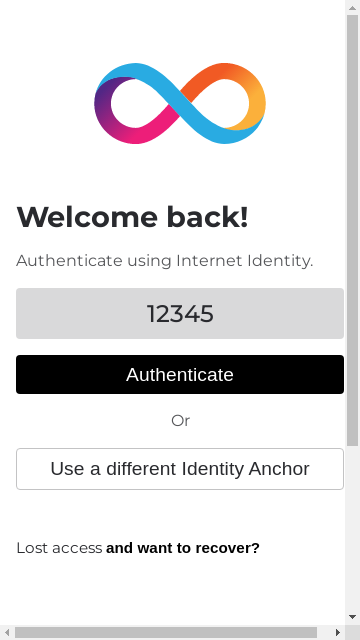 Welcome back!
Authenticate using Internet Identity.
12345
Authenticate
Or
Use a different Identity Anchor
Lost access and want to recover?